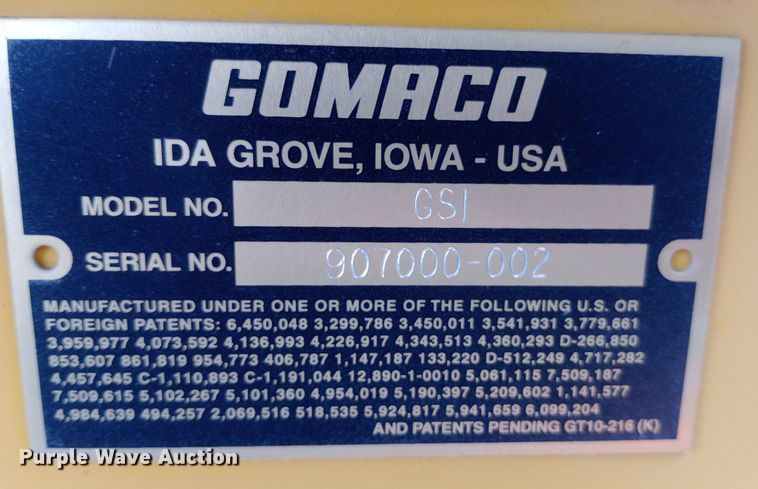 GOMACO
IDA GROVE, IOWA - USA
MODEL NO. GSI
SERIAL NO. 907000-002
MANUFACTURED UNDER ONE OR MORE OF THE FOLLOWING U.S. OR
FOREIGN PATENTS: 6,450,048 3,299,786 3,450,011 3,541,931 3,779,661
3,959,977 4,073,592 4,136,993 4,226,917 4,343,513 4,360,293 D-266,850
853,607 861,819 954,773 406,787 1,147,187 133,220 D-512,249 4,717,282
4,457,645 C-1,110,893 C-1,191,044 12,890-1-0010 5,061,115 7,509,187
7,509,615 5,102,267 5,101,360 4,954,019 5,190,397 5,209,602 1,141,577
4,984,639 494,257 2,069,516 518,535 5,924,817 5,941,659 6,099,204
AND PATENTS PENDING GT10-216 (K)
Purple Wave Auction